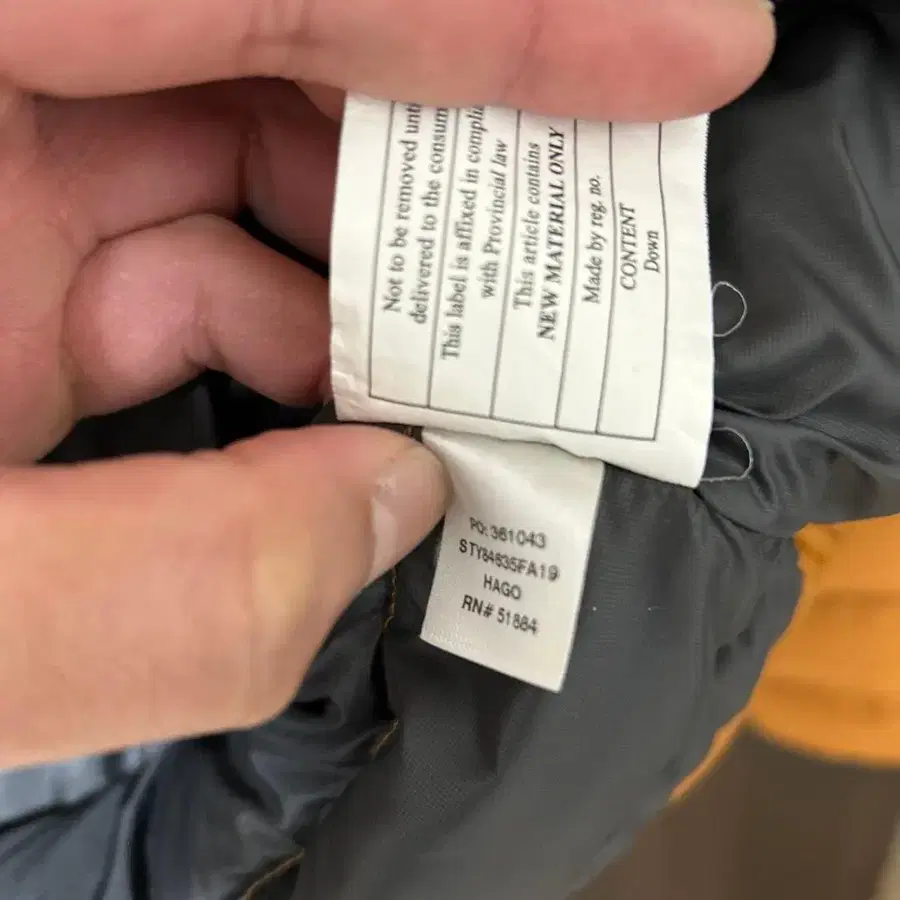 Not to be removed unti
delivered to the consum
This label is affixed in complia
with Provincial law
This article contains
NEW MATERIAL ONLY
Made by reg. no.
CONTENT
Down
PO: 361043
STY84635FA19
HAGO
RN# 51884